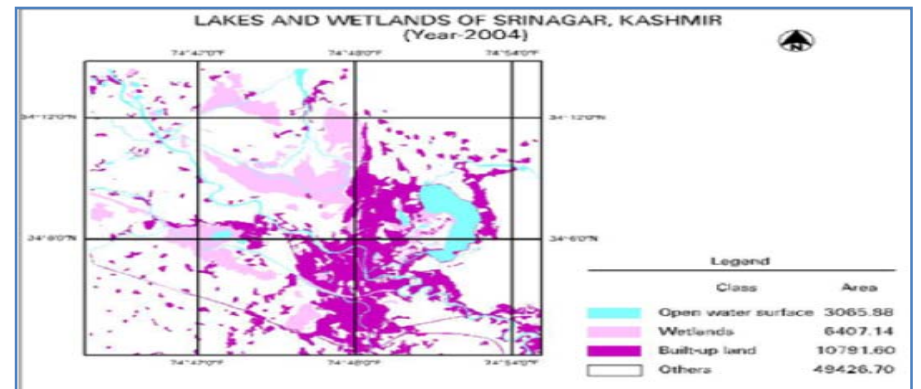 LAKES AND WETLANDS OF SRINAGAR, KASHMIR
(Year-2004)
N
74°42'0"E 74°48'0"E 74°54'0"E
34°12'0"N 34°12'0"N
34°6'0"N 34°6'0"N
74°42'0"E 74°48'0"E 74°54'0"E
Legend
Class Area
Open water surface 3065.88
Wetlands 6407.14
Built-up land 10791.60
Others 49426.70